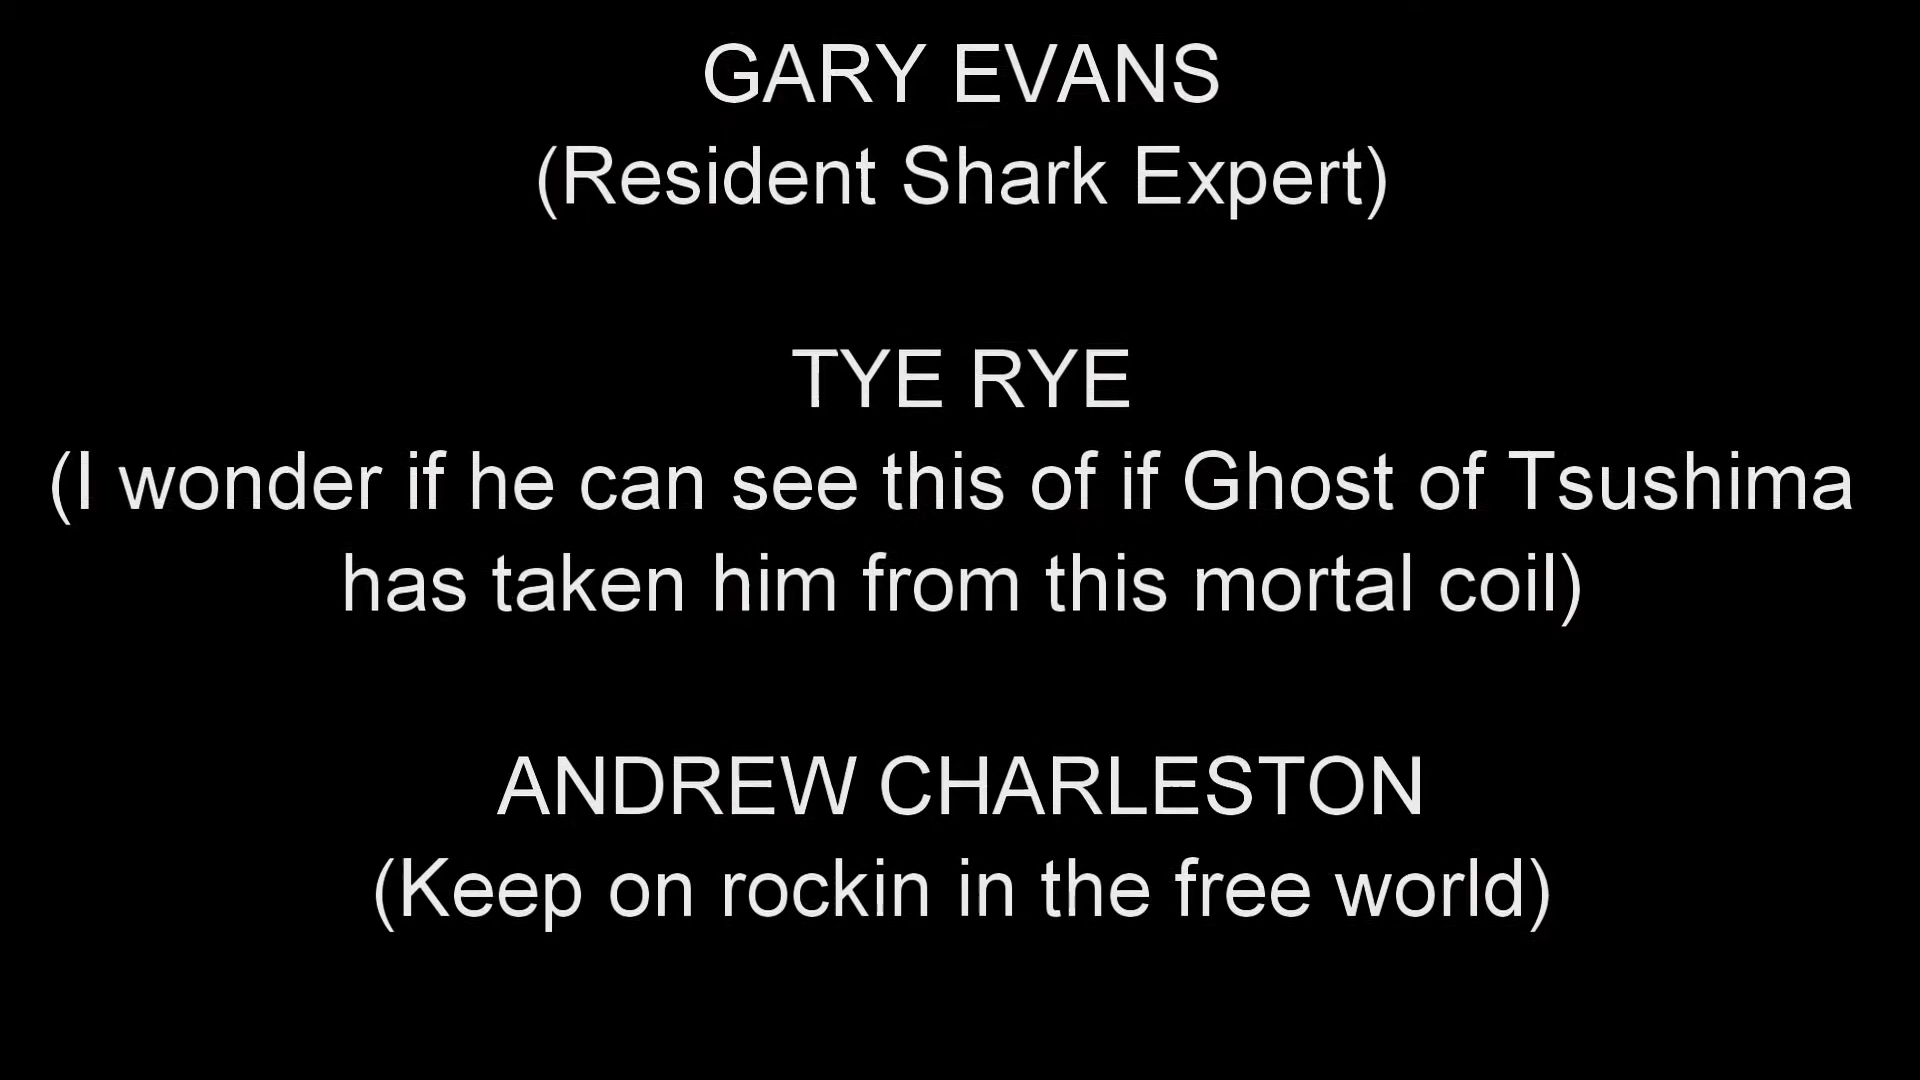 GARY EVANS
(Resident Shark Expert)
TYE RYE
(I wonder if he can see this of if Ghost of Tsushima
has taken him from this mortal coil)
ANDREW CHARLESTON
(Keep on rockin in the free world)